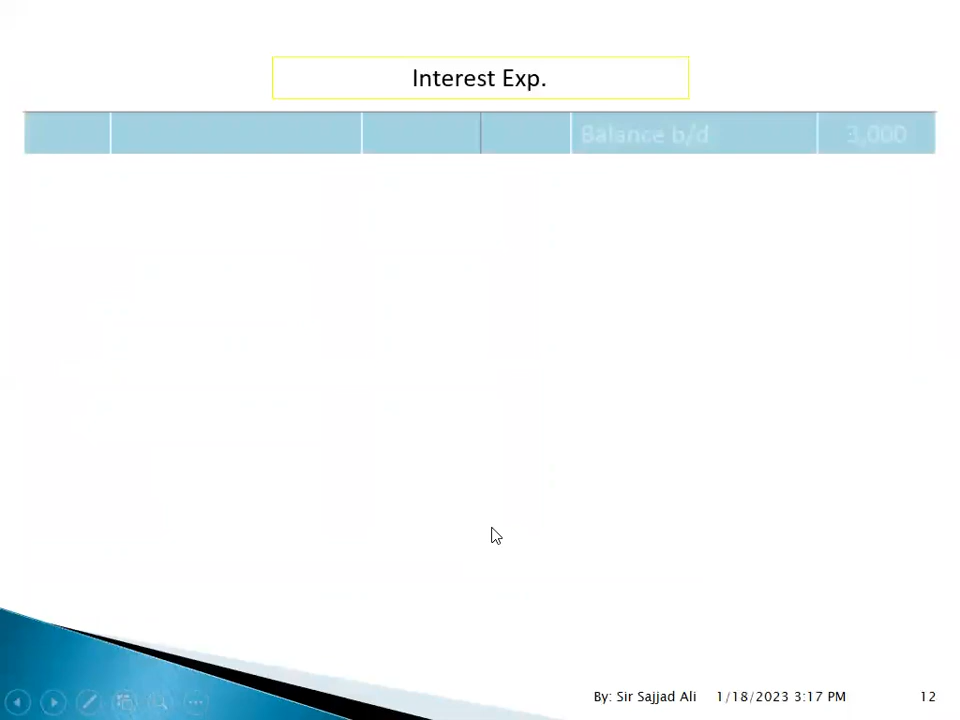 Interest Exp.
Balance b/d 3,000
By: Sir Sajjad Ali 1/18/2023 3:17 PM 12